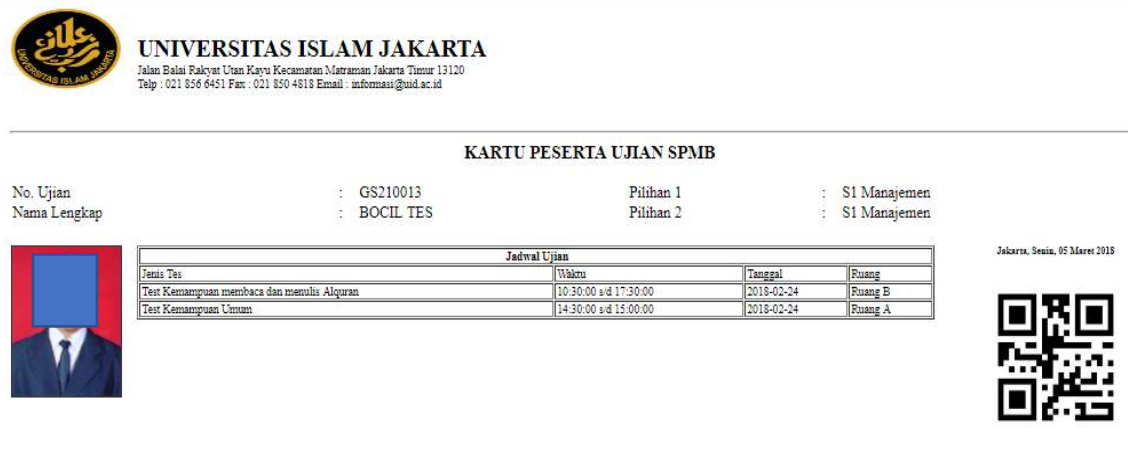 UNIVERSITAS ISLAM JAKARTA
UNIVERSITAS ISLAM JAKARTA
Jalan Balai Rakyat Utan Kayu Kecamatan Matraman Jakarta Timur 13120
Telp : 021 856 6451 Fax : 021 850 4818 Email : informasi@uid.ac.id
KARTU PESERTA UJIAN SPMB
No. Ujian : GS210013 Pilihan 1 : S1 Manajemen
Nama Lengkap : BOCIL TES Pilihan 2 : S1 Manajemen
Jadwal Ujian
Jenis Tes Waktu Tanggal Ruang
Test Kemampuan membaca dan menulis Alquran 10:30:00 s/d 17:30:00 2018-02-24 Ruang B
Test Kemampuan Umum 14:30:00 s/d 15:00:00 2018-02-24 Ruang A
Jakarta, Senin, 05 Maret 2018